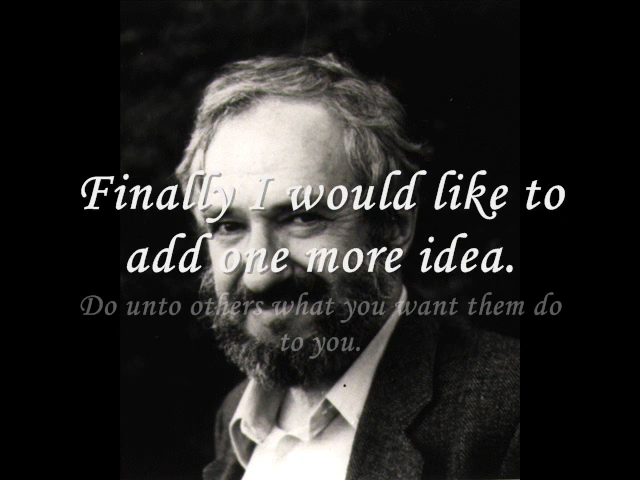 Finally I would like to
add one more idea.
Do unto others what you want them do
to you.